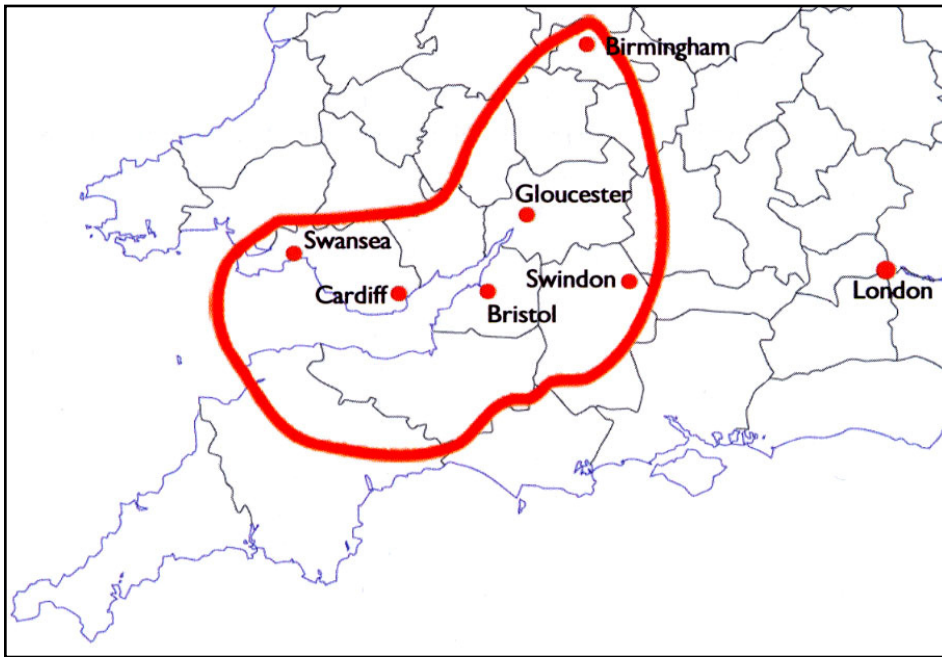 Birmingham
Gloucester
Swansea
Swindon
London
Cardiff
Bristol